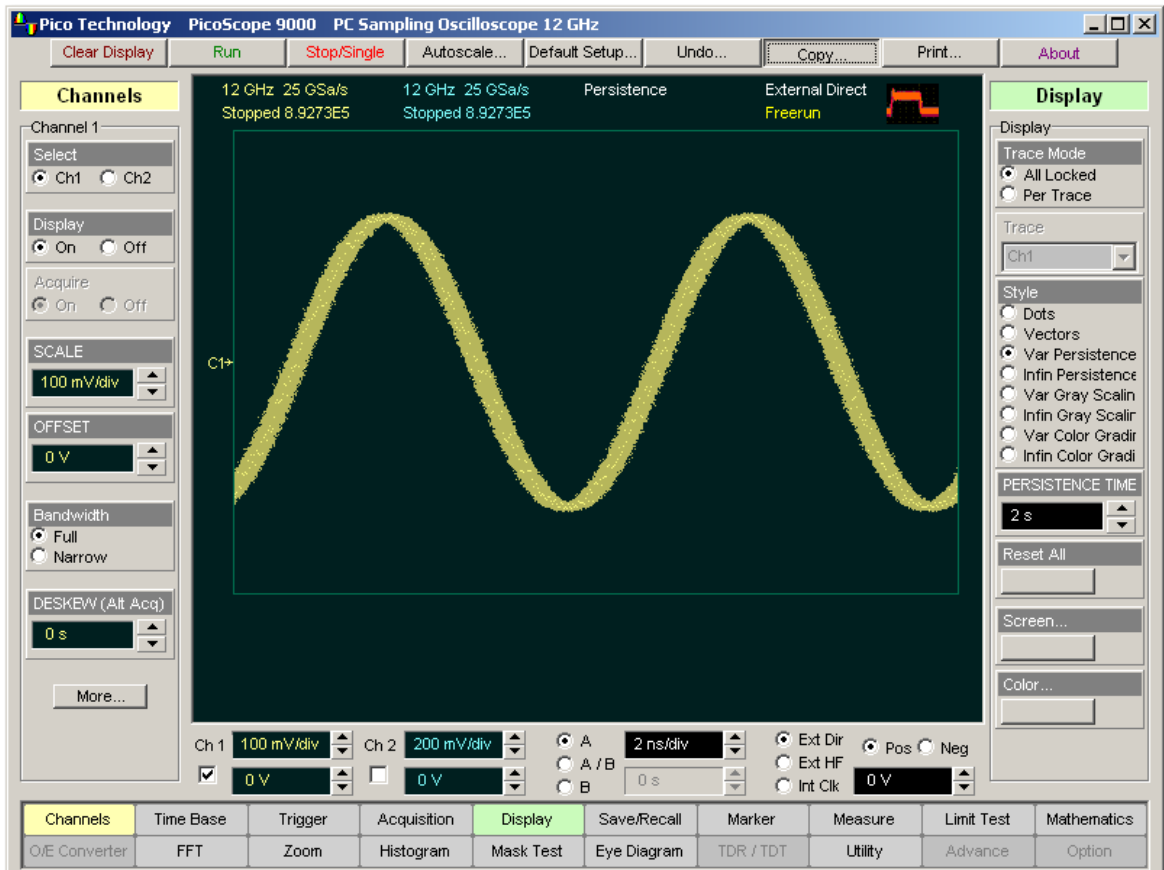 Pico Technology PicoScope 9000 PC Sampling Oscilloscope 12 GHz
Clear Display Run Stop/Single Autoscale... Default Setup... Undo... Copy... Print... About
Channels
Channel 1
Select
Ch1 Ch2
Display
On Off
Acquire
On Off
SCALE
100 mV/div
OFFSET
0 V
Bandwidth
Full
Narrow
DESKEW (Alt Acq)
0 s
More...
12 GHz 25 GSa/s 12 GHz 25 GSa/s Persistence External Direct
Stopped 8.9273E5 Stopped 8.9273E5 Freerun
C1
Display
Display
Trace Mode
All Locked
Per Trace
Trace
Ch1
Style
Dots
Vectors
Var Persistence
Infin Persistence
Var Gray Scalin
Infin Gray Scalin
Var Color Gradin
Infin Color Gradi
PERSISTENCE TIME
2 s
Reset All
Screen...
Color...
Ch 1 100 mV/div Ch 2 200 mV/div A 2 ns/div Ext Dir Pos Neg
A / B Ext HF
0 V 0 V B 0 s Int Clk 0 V
Channels Time Base Trigger Acquisition Display Save/Recall Marker Measure Limit Test Mathematics
O/E Converter FFT Zoom Histogram Mask Test Eye Diagram TDR / TDT Utility Advance Option